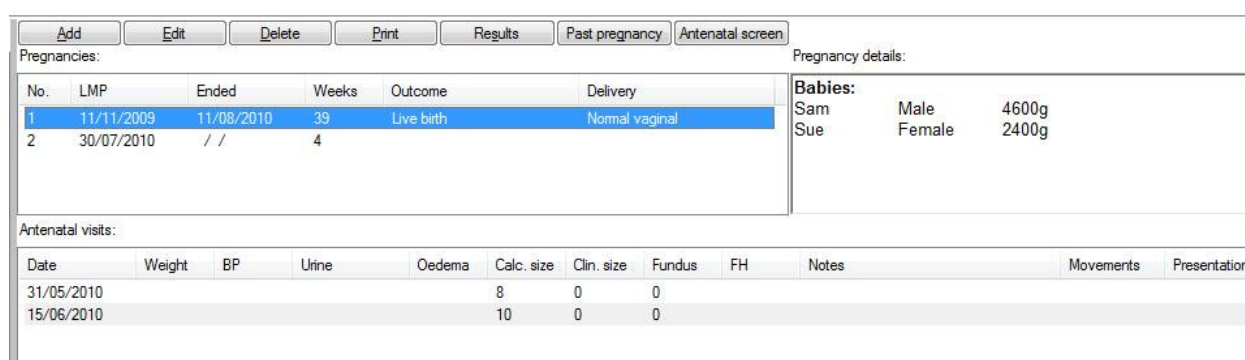 Add Edit Delete Print Results Past pregnancy Antenatal screen
Pregnancies:
No. LMP Ended Weeks Outcome Delivery
1 11/11/2009 11/08/2010 39 Live birth Normal vaginal
2 30/07/2010 / / 4
Pregnancy details:
Babies:
Sam Male 4600g
Sue Female 2400g
Antenatal visits:
Date Weight BP Urine Oedema Calc. size Clin. size Fundus FH Notes Movements Presentation
31/05/2010 8 0 0
15/06/2010 10 0 0